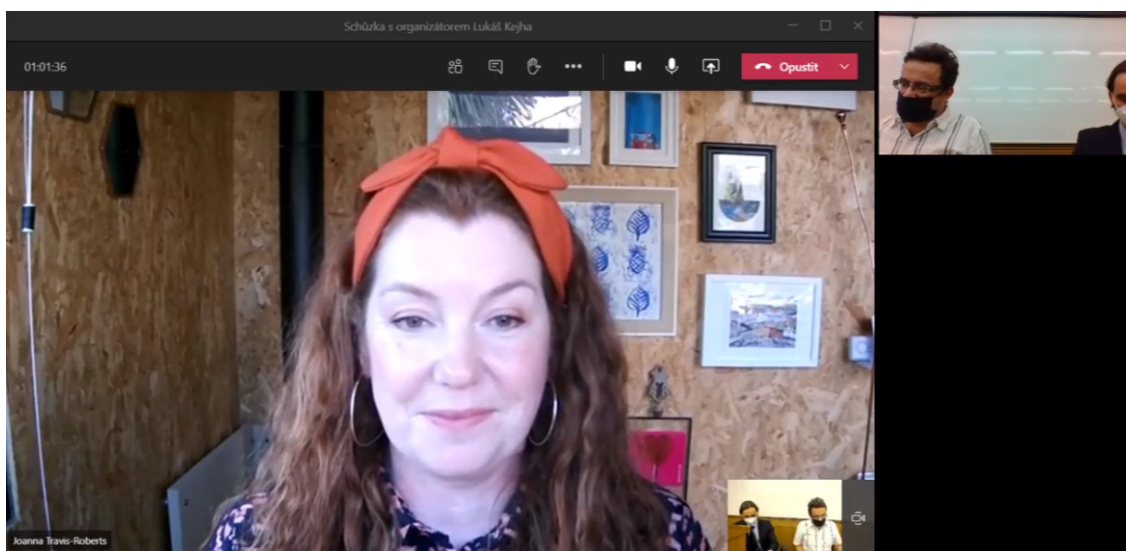 Schůzka s organizátorem Lukáš Kejha
01:01:36
Opustit
Joanna Travis-Roberts